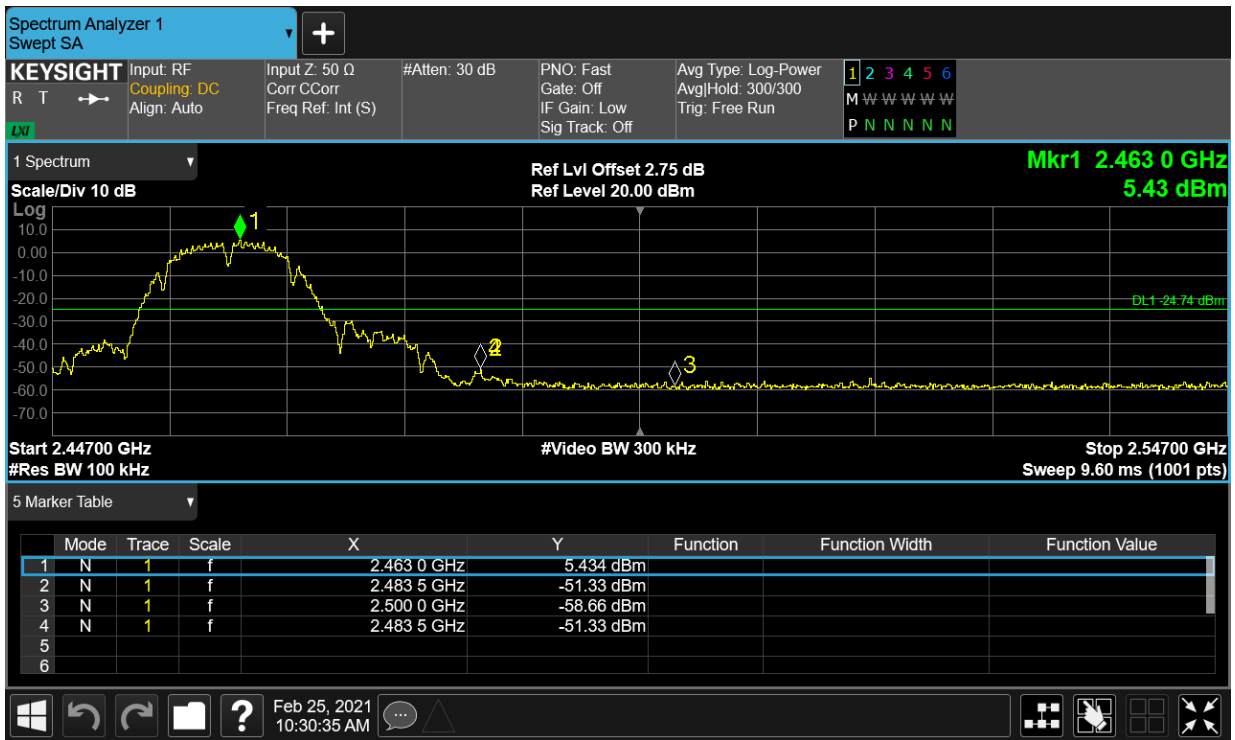 Spectrum Analyzer 1
Swept SA
+
KEYSIGHT Input: RF Input Z: 50 Ω #Atten: 30 dB PNO: Fast Avg Type: Log-Power 1 2 3 4 5 6
R T Coupling: DC Corr CCorr Gate: Off Avg|Hold: 300/300 M W W W W W
Align: Auto Freq Ref: Int (S) IF Gain: Low Trig: Free Run
LXI Sig Track: Off P N N N N N
1 Spectrum Ref Lvl Offset 2.75 dB Mkr1 2.463 0 GHz
Scale/Div 10 dB Ref Level 20.00 dBm 5.43 dBm
Log
1
10.0
0.00
-10.0
-20.0 DL1 -24.74 dBm
-30.0
-40.0
-50.0 3
-60.0
-70.0
Start 2.44700 GHz #Video BW 300 kHz Stop 2.54700 GHz
#Res BW 100 kHz Sweep 9.60 ms (1001 pts)
5 Marker Table
Mode Trace Scale X Y Function Function Width Function Value
1 N 1 f 2.463 0 GHz 5.434 dBm
2 N 1 f 2.483 5 GHz -51.33 dBm
3 N 1 f 2.500 0 GHz -58.66 dBm
4 N 1 f 2.483 5 GHz -51.33 dBm
5
6
? Feb 25, 2021
10:30:35 AM